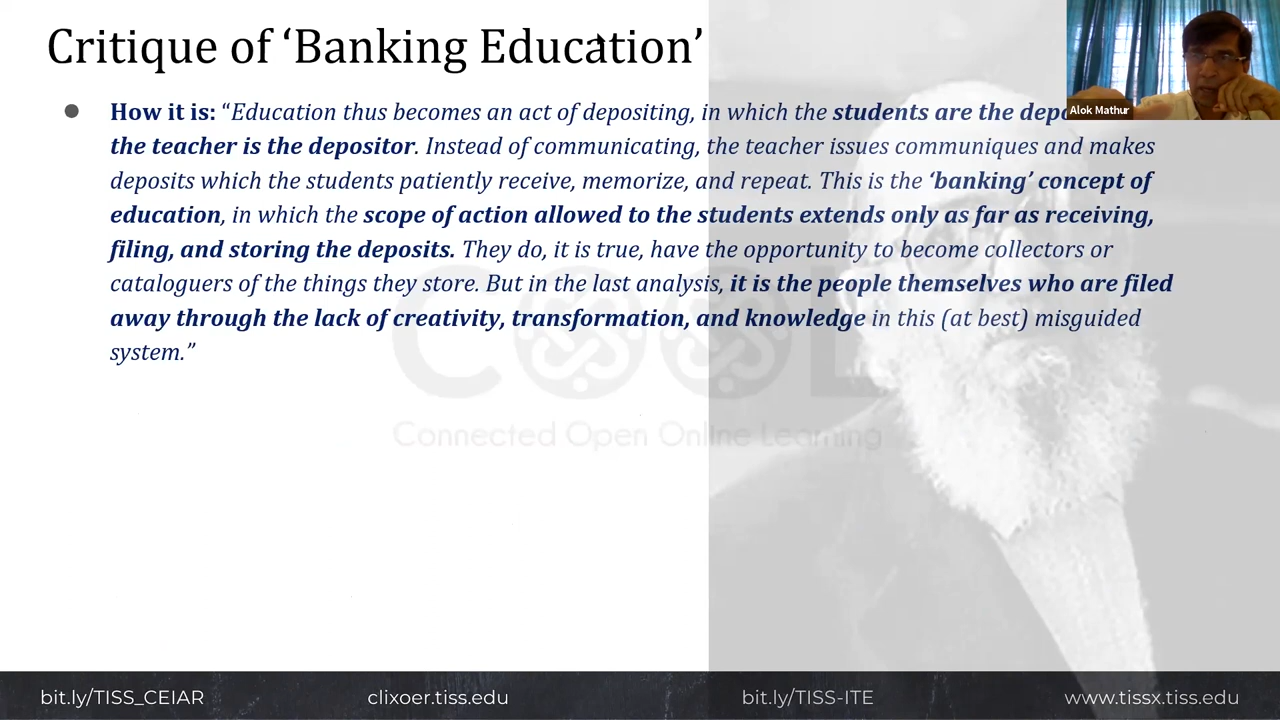 Critique of ‘Banking Education’
Alok Mathur
● How it is: “Education thus becomes an act of depositing, in which the students are the
the teacher is the depositor. Instead of communicating, the teacher issues communiques and makes
deposits which the students patiently receive, memorize, and repeat. This is the ‘banking’ concept of
education, in which the scope of action allowed to the students extends only as far as receiving,
filing, and storing the deposits. They do, it is true, have the opportunity to become collectors or
cataloguers of the things they store. But in the last analysis, it is the people themselves who are filed
away through the lack of creativity, transformation, and knowledge in this (at best) misguided
system.”
COOL
Connected Open Online Learning
bit.ly/TISS_CEIAR
clixoer.tiss.edu
bit.ly/TISS-ITE
www.tissx.tiss.edu